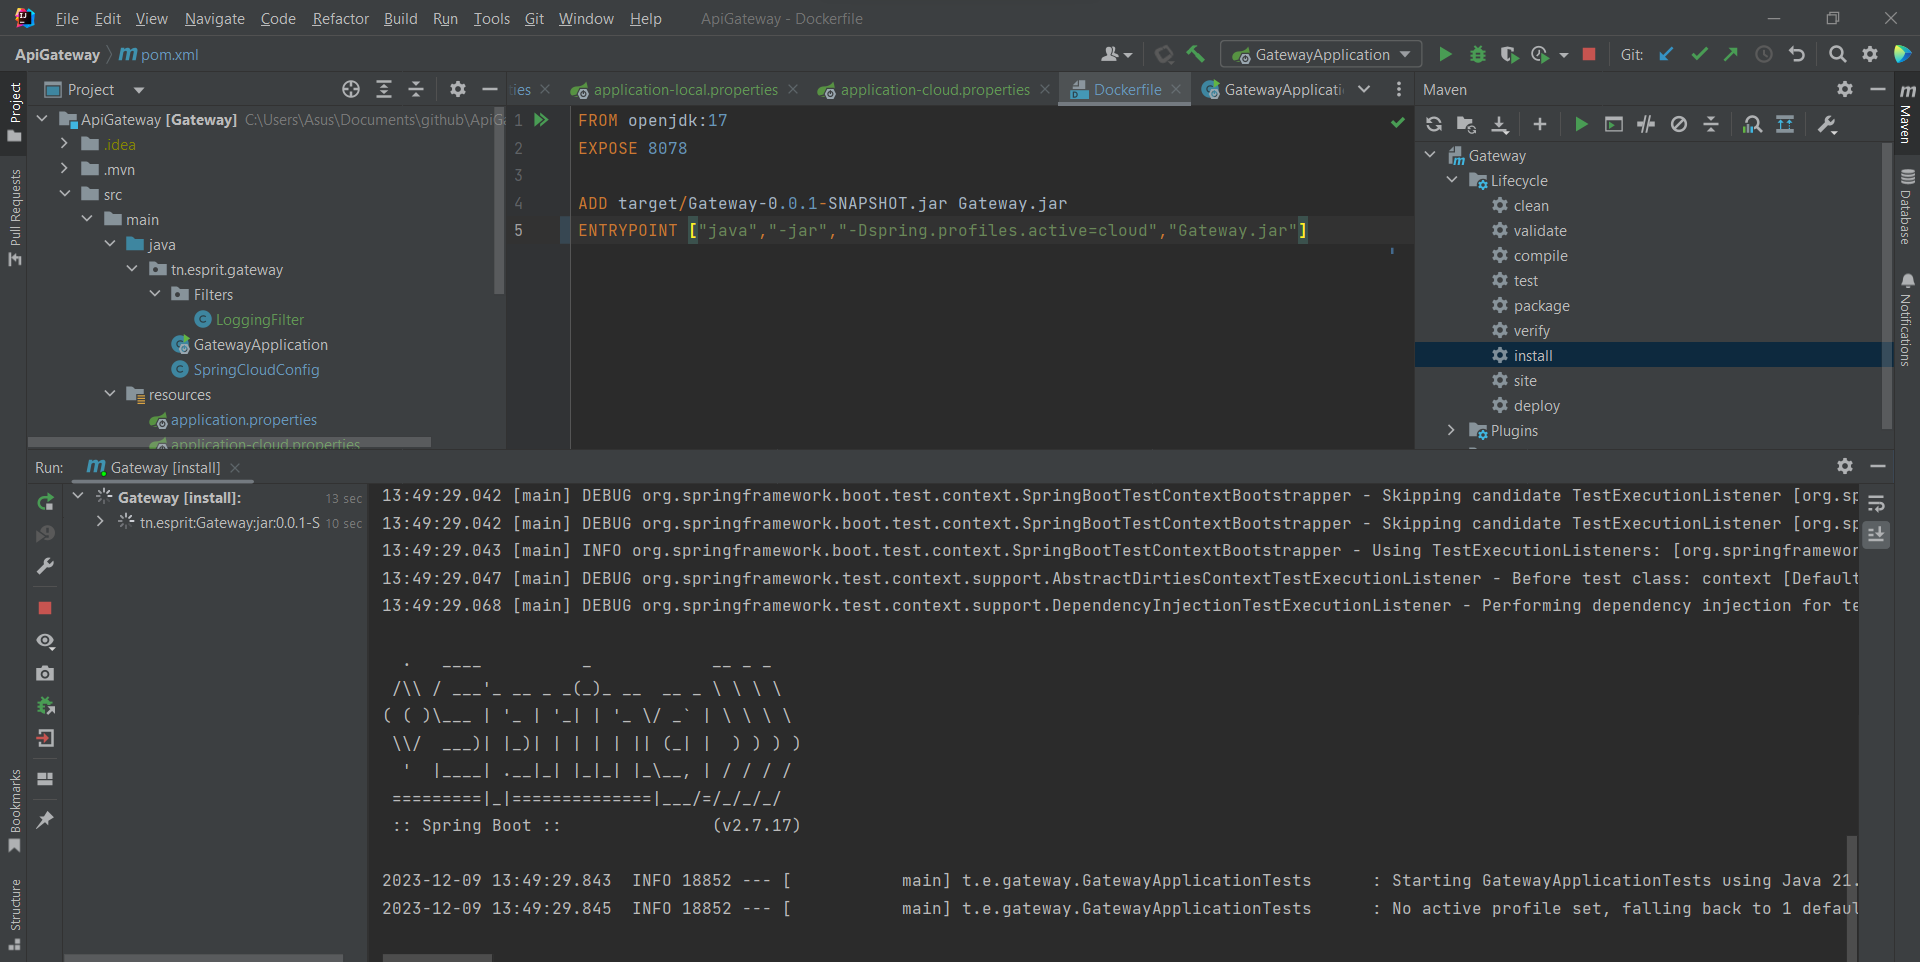 File Edit View Navigate Code Refactor Build Run Tools Git Window Help ApiGateway - Dockerfile
ApiGateway pom.xml GatewayApplication Git:
Project
ies application-local.properties application-cloud.properties Dockerfile GatewayApplicati
Maven
Project
Pull Requests
Bookmarks
Structure
ApiGateway [Gateway] C:\Users\Asus\Documents\github\ApiG
.idea
.mvn
src
main
java
tn.esprit.gateway
Filters
LoggingFilter
GatewayApplication
SpringCloudConfig
resources
application.properties
application-cloud.properties
1 FROM openjdk:17
2 EXPOSE 8078
3
4 ADD target/Gateway-0.0.1-SNAPSHOT.jar Gateway.jar
5 ENTRYPOINT ["java","-jar","-Dspring.profiles.active=cloud","Gateway.jar"]
Gateway
Lifecycle
clean
validate
compile
test
package
verify
install
site
deploy
Plugins
Maven
Database
Notifications
Run: Gateway [install]
Gateway [install]: 13 sec
tn.esprit:Gateway:jar:0.0.1-S 10 sec
13:49:29.042 [main] DEBUG org.springframework.boot.test.context.SpringBootTestContextBootstrapper - Skipping candidate TestExecutionListener [org.sp
13:49:29.042 [main] DEBUG org.springframework.boot.test.context.SpringBootTestContextBootstrapper - Skipping candidate TestExecutionListener [org.sp
13:49:29.043 [main] INFO org.springframework.boot.test.context.SpringBootTestContextBootstrapper - Using TestExecutionListeners: [org.springframewor
13:49:29.047 [main] DEBUG org.springframework.test.context.support.AbstractDirtiesContextTestExecutionListener - Before test class: context [Default
13:49:29.068 [main] DEBUG org.springframework.test.context.support.DependencyInjectionTestExecutionListener - Performing dependency injection for te
  .   ____          _            __ _ _
 /\\ / ___'_ __ _ _(_)_ __  __ _ \ \ \ \
( ( )\___ | '_ | '_| | '_ \/ _` | \ \ \ \
 \\/  ___)| |_)| | | | | || (_| |  ) ) ) )
  '  |____| .__|_| |_|_| |_\__, | / / / /
 =========|_|==============|___/=/_/_/_/
 :: Spring Boot ::                (v2.7.17)
2023-12-09 13:49:29.843  INFO 18852 --- [           main] t.e.gateway.GatewayApplicationTests      : Starting GatewayApplicationTests using Java 21.
2023-12-09 13:49:29.845  INFO 18852 --- [           main] t.e.gateway.GatewayApplicationTests      : No active profile set, falling back to 1 defaul